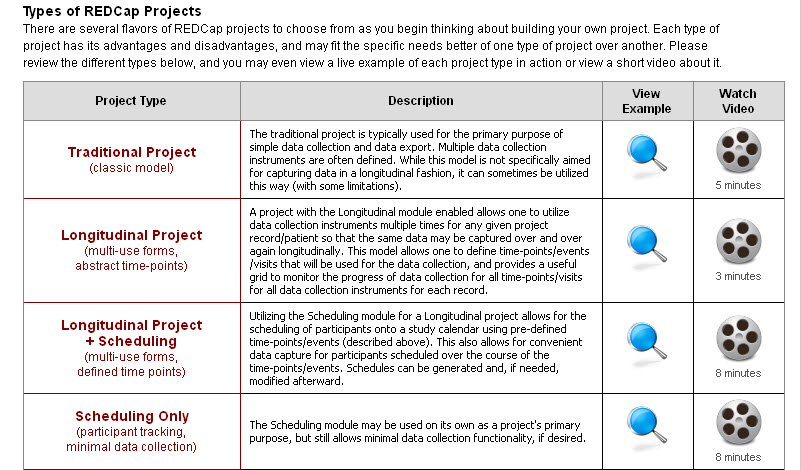 Types of REDCap Projects
There are several flavors of REDCap projects to choose from as you begin thinking about building your own project. Each type of
project has its advantages and disadvantages, and may fit the specific needs better of one type of project over another. Please
review the different types below, and you may even view a live example of each project type in action or view a short video about it.
Project Type
Description
View
Example
Watch
Video
Traditional Project
(classic model)
The traditional project is typically used for the primary purpose of
simple data collection and data export. Multiple data collection
instruments are often defined. While this model is not specifically aimed
for capturing data in a longitudinal fashion, it can sometimes be utilized
this way (with some limitations).
5 minutes
Longitudinal Project
(multi-use forms,
abstract time-points)
A project with the Longitudinal module enabled allows one to utilize
data collection instruments multiple times for any given project
record/patient so that the same data may be captured over and over
again longitudinally. This model allows one to define time-points/events
/visits that will be used for the data collection, and provides a useful
grid to monitor the progress of data collection for all time-points/visits
for all data collection instruments for each record.
3 minutes
Longitudinal Project
+ Scheduling
(multi-use forms,
defined time points)
Utilizing the Scheduling module for a Longitudinal project allows for the
scheduling of participants onto a study calendar using pre-defined
time-points/events (described above). This also allows for convenient
data capture for participants scheduled over the course of the
time-points/events. Schedules can be generated and, if needed,
modified afterward.
8 minutes
Scheduling Only
(participant tracking,
minimal data collection)
The Scheduling module may be used on its own as a project's primary
purpose, but still allows minimal data collection functionality, if desired.
8 minutes